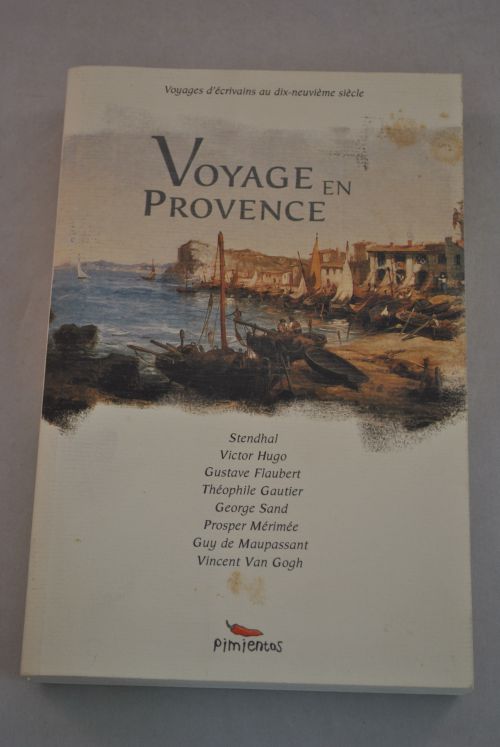 Voyages d'écrivains au dix-neuvième siècle
VOYAGE EN
PROVENCE
Stendhal
Victor Hugo
Gustave Flaubert
Théophile Gautier
George Sand
Prosper Mérimée
Guy de Maupassant
Vincent Van Gogh
pimientos